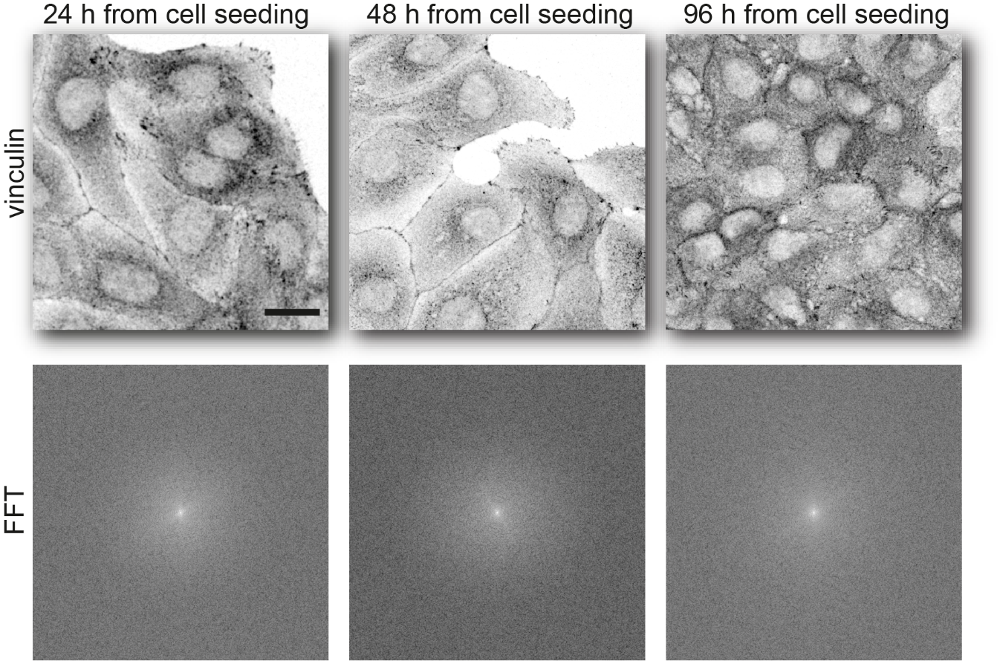 24 h from cell seeding
48 h from cell seeding
96 h from cell seeding
vinculin
FFT